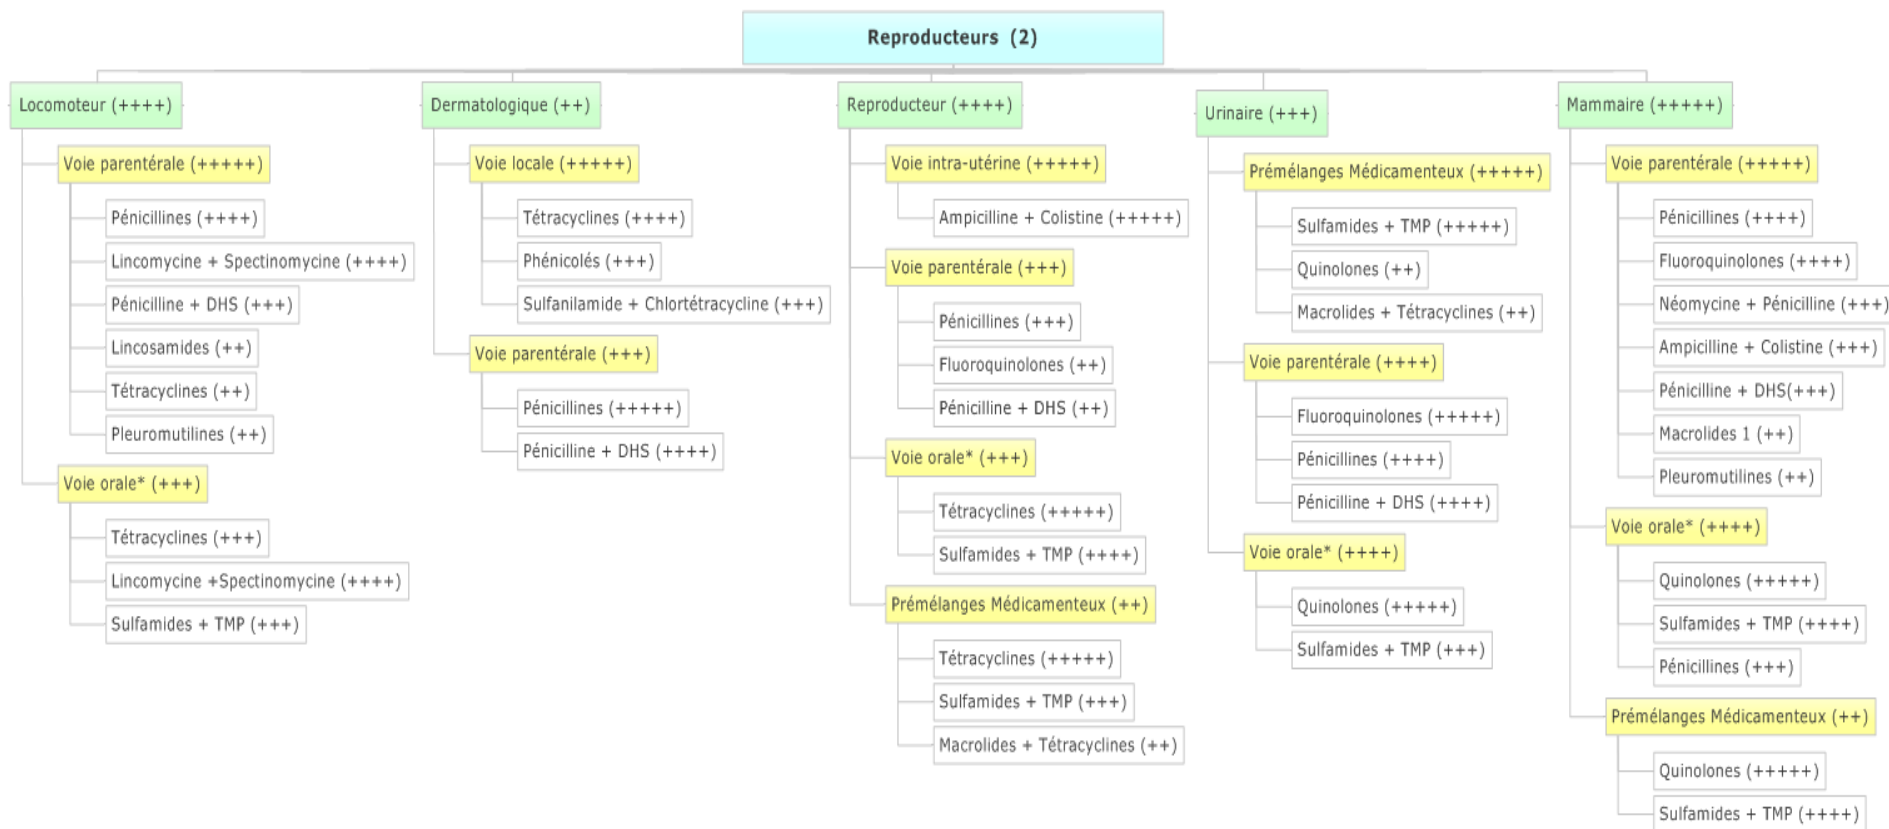 Reproducteurs (2)
Locomoteur (++++)
Voie parentérale (+++++)
Pénicillines (++++)
Lincomycine + Spectinomycine (++++)
Pénicilline + DHS (+++)
Lincosamides (++)
Tétracyclines (++)
Pleuromutilines (++)
Voie orale* (+++)
Tétracyclines (+++)
Lincomycine +Spectinomycine (++++)
Sulfamides + TMP (+++)
Dermatologique (++)
Voie locale (+++++)
Tétracyclines (++++)
Phénicolés (+++)
Sulfanilamide + Chlortétracycline (+++)
Voie parentérale (+++)
Pénicillines (+++++)
Pénicilline + DHS (++++)
Reproducteur (++++)
Voie intra-utérine (+++++)
Ampicilline + Colistine (+++++)
Voie parentérale (+++)
Pénicillines (+++)
Fluoroquinolones (++)
Pénicilline + DHS (++)
Voie orale* (+++)
Tétracyclines (+++++)
Sulfamides + TMP (++++)
Prémélanges Médicamenteux (++)
Tétracyclines (+++++)
Sulfamides + TMP (+++)
Macrolides + Tétracyclines (++)
Urinaire (+++)
Prémélanges Médicamenteux (+++++)
Sulfamides + TMP (+++++)
Quinolones (++)
Macrolides + Tétracyclines (++)
Voie parentérale (++++)
Fluoroquinolones (+++++)
Pénicillines (++++)
Pénicilline + DHS (++++)
Voie orale* (++++)
Quinolones (+++++)
Sulfamides + TMP (+++)
Mammaire (+++++)
Voie parentérale (+++++)
Pénicillines (++++)
Fluoroquinolones (++++)
Néomycine + Pénicilline (+++)
Ampicilline + Colistine (+++)
Pénicilline + DHS(+++)
Macrolides 1 (++)
Pleuromutilines (++)
Voie orale* (++++)
Quinolones (+++++)
Sulfamides + TMP (++++)
Pénicillines (+++)
Prémélanges Médicamenteux (++)
Quinolones (+++++)
Sulfamides + TMP (++++)